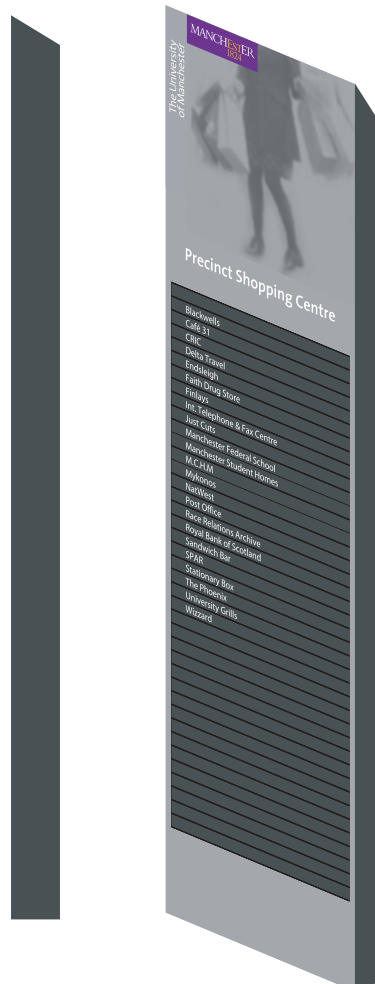 MANCHESTER
1824
The University
of Manchester
Precinct Shopping Centre
Blackwells
Café 31
CRIC
Delta Travel
Endsleigh
Faith Drug Store
Finlays
Int. Telephone & Fax Centre
Just Cuts
Manchester Federal School
Manchester Student Homes
M.C.H.M
Mykonos
NatWest
Post Office
Race Relations Archive
Royal Bank of Scotland
Sandwich Bar
SPAR
Stationary Box
The Phoenix
University Grills
Wizzard